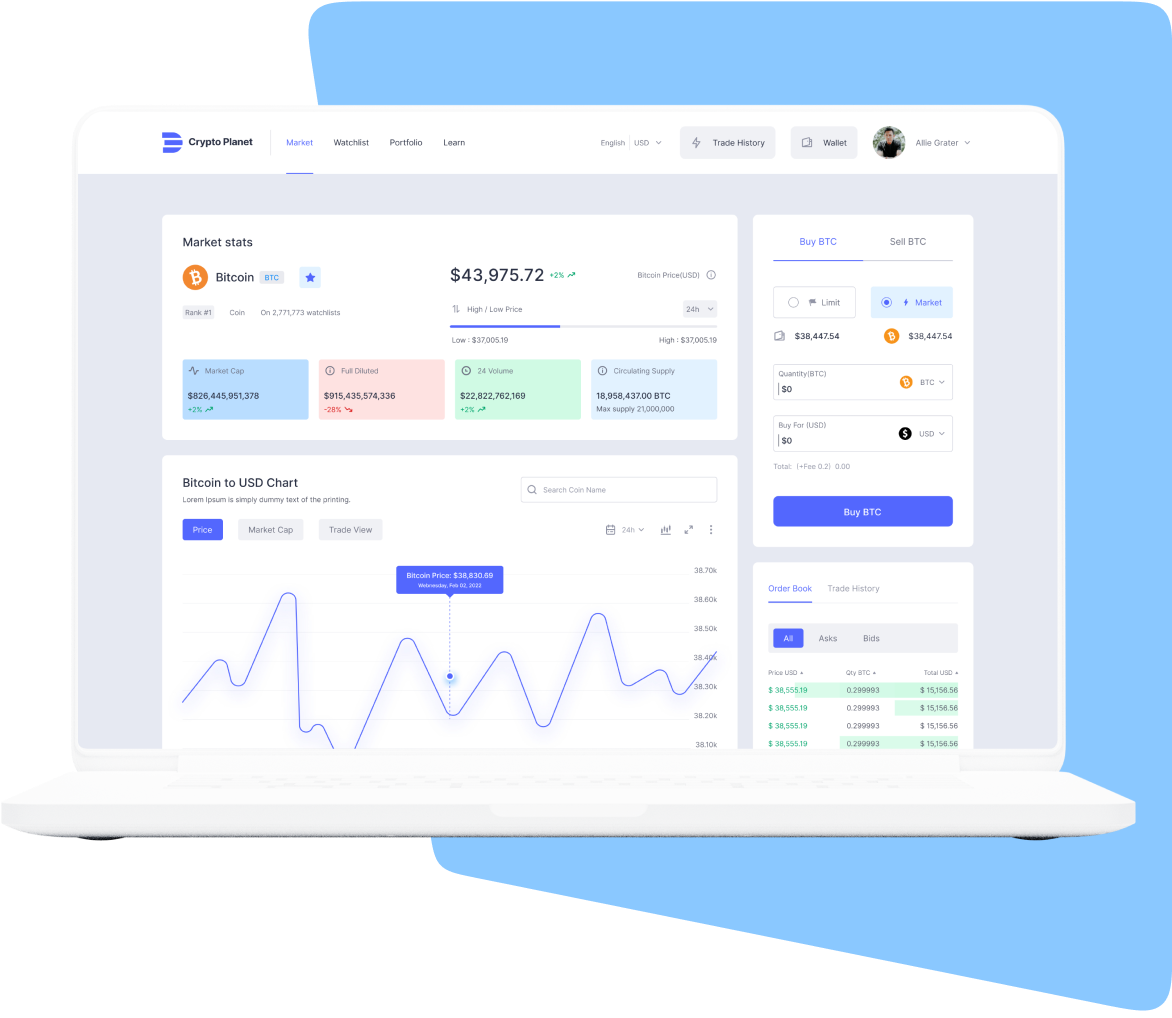 Crypto Planet
Market
Watchlist
Portfolio
Learn
English
USD
Trade History
Wallet
Allie Grater
Market stats
Bitcoin BTC
$43,975.72 +2%
Bitcoin Price(USD)
Rank #1 Coin On 2,771,773 watchlists
High / Low Price
24h
Low : $37,005.19
High : $37,005.19
Market Cap
$826,445,951,378
+2%
Full Diluted
$915,435,574,336
-28%
24 Volume
$22,822,762,169
+2%
Circulating Supply
18,958,437.00 BTC
Max supply 21,000,000
Buy BTC
Sell BTC
Limit
Market
$38,447.54
$38,447.54
Quantity(BTC)
$0
BTC
Buy For (USD)
$0
USD
Total: (+Fee 0.2) 0.00
Buy BTC
Bitcoin to USD Chart
Lorem Ipsum is simply dummy text of the printing.
Search Coin Name
Price
Market Cap
Trade View
24h
Bitcoin Price: $38,830.69
Webnesday, Feb 02, 2022
38.70k
38.60k
38.50k
38.40k
38.30k
38.20k
38.10k
Order Book
Trade History
All
Asks
Bids
Price USD Qty BTC Total USD
$ 38,555.19 0.299993 $ 15,156.56
$ 38,555.19 0.299993 $ 15,156.56
$ 38,555.19 0.299993 $ 15,156.56
$ 38,555.19 0.299993 $ 15,156.56